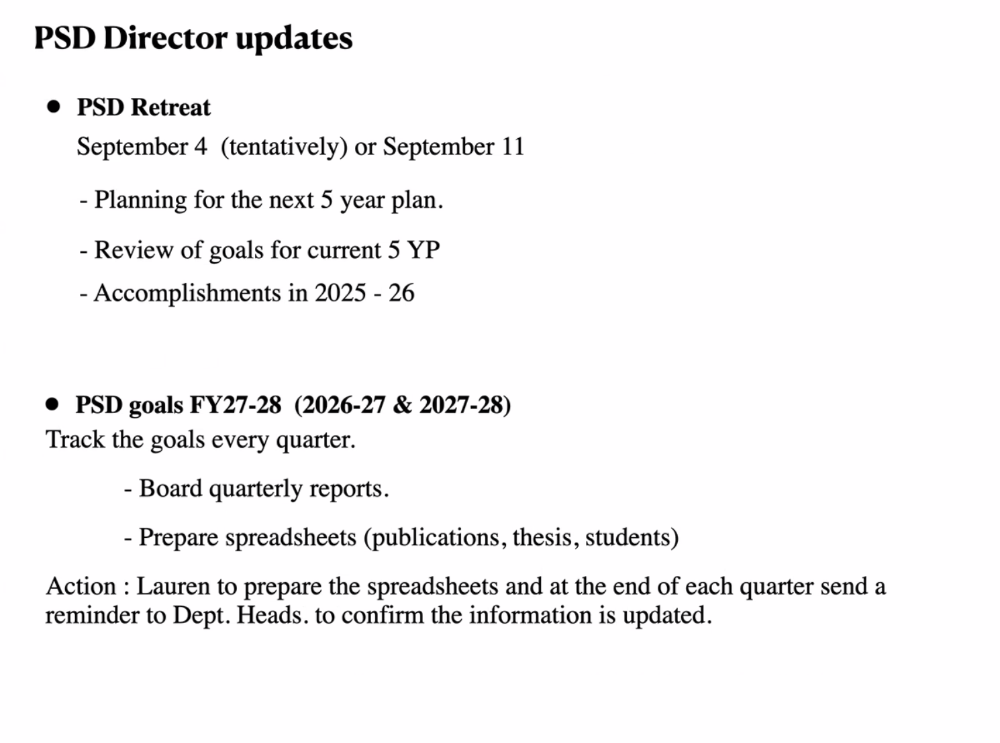 PSD Director updates
● PSD Retreat
September 4  (tentatively) or September 11
- Planning for the next 5 year plan.
- Review of goals for current 5 YP
- Accomplishments in 2025 - 26
● PSD goals FY27-28  (2026-27 & 2027-28)
Track the goals every quarter.
- Board quarterly reports.
- Prepare spreadsheets (publications, thesis, students)
Action : Lauren to prepare the spreadsheets and at the end of each quarter send a
reminder to Dept. Heads. to confirm the information is updated.